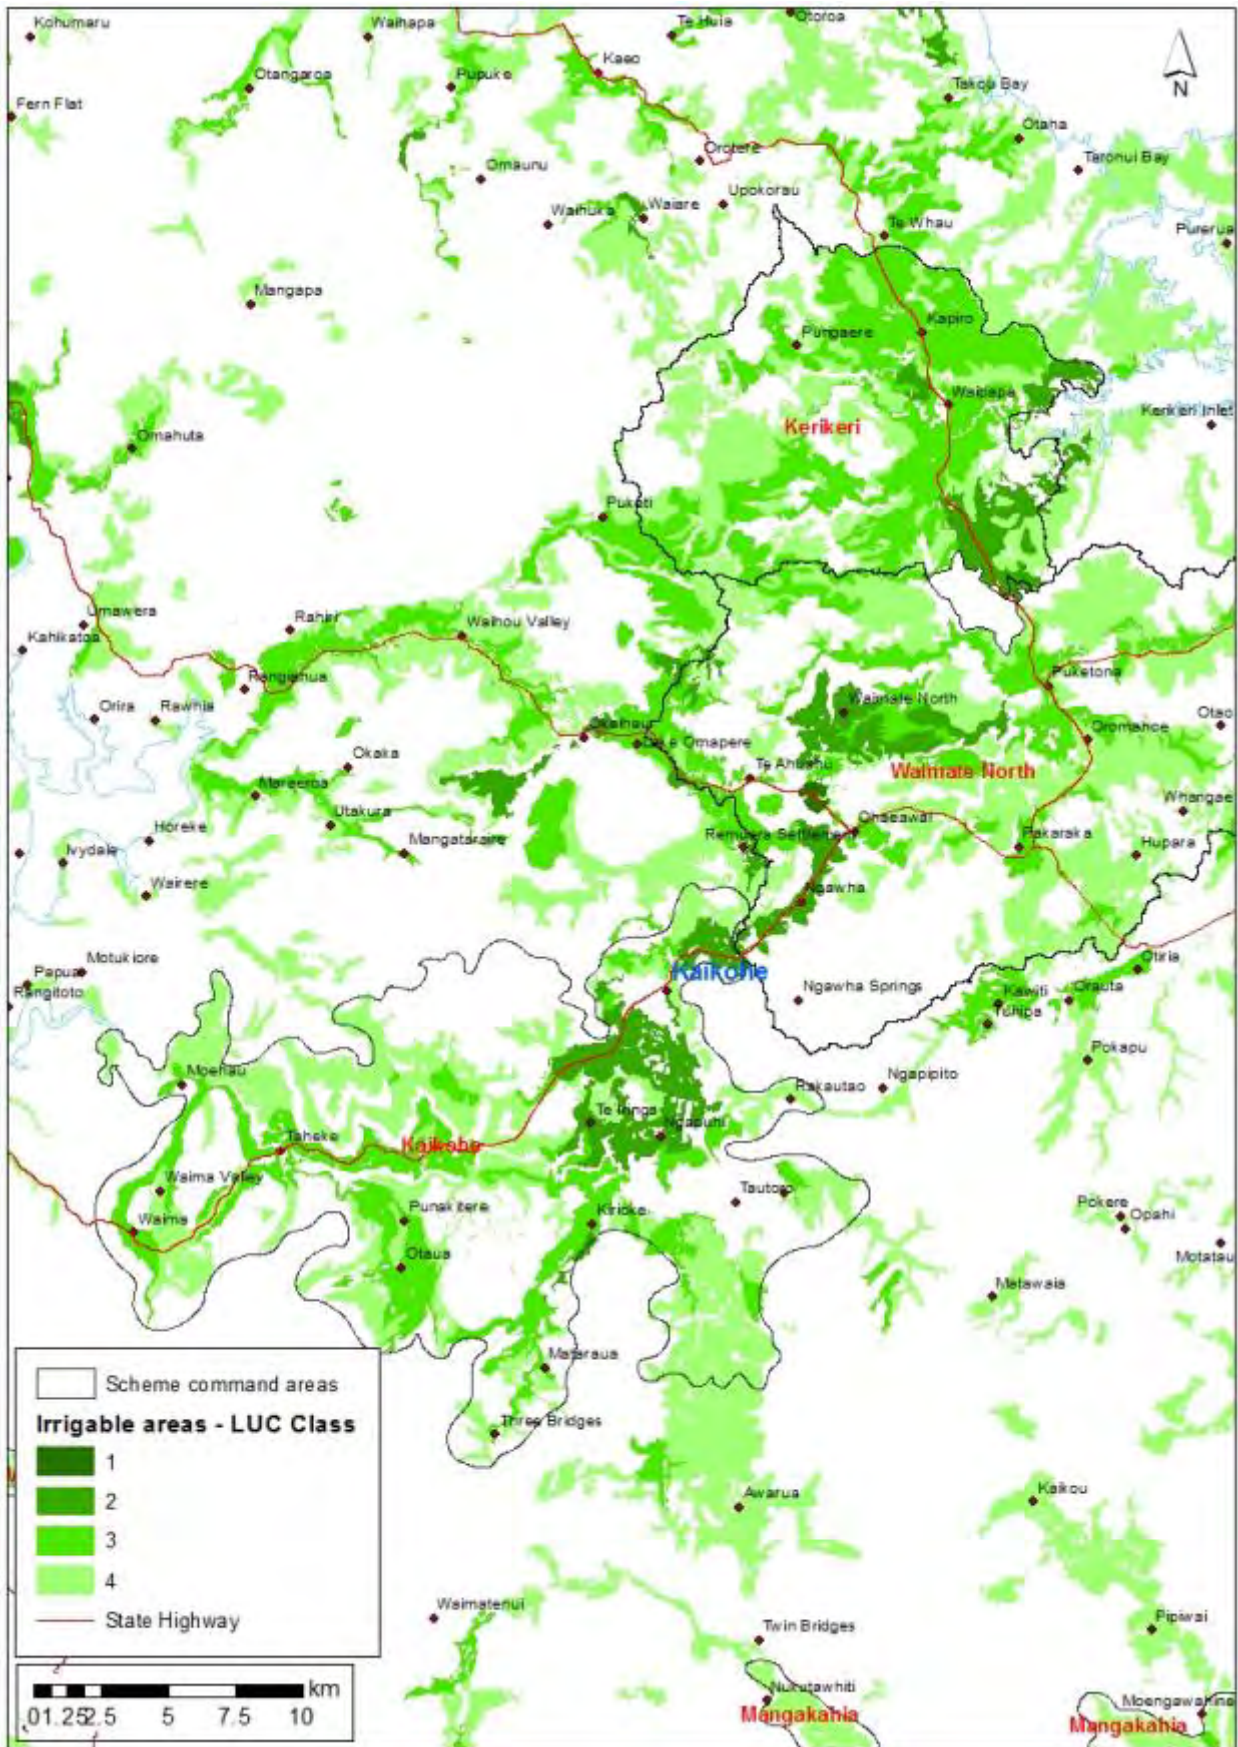 Kohumaru
Waihapa
Te Huia
Otoroa
Kaeo
Otangaroa
Pupuke
Takou Bay
N
Fern Flat
Otaha
Orotere
Taronui Bay
Omaunu
Upokorau
Waiare
Waihuka
Te Whau
Purerua
Mangapa
Kapiro
Pungaere
Waipapa
Kerikeri Inlet
Kerikeri
Omahuta
Puketi
Umawera
Rahiri
Waihou Valley
Kahikatoa
Rangiahua
Puketona
Orira
Rawhia
Waimate North
Otao
Okaihau
Oromahoe
Lake Omapere
Okaka
Te Ahuahu
Waimate North
Mareeroa
Utakura
Whangae
Horeke
Mangataraire
Remuera Settlement
Ohaeawai
Pakaraka
Hupara
Ivydale
Wairere
Ngawha
Motukiore
Otiria
Papua
Kaikohe
Rangitoto
Ngawha Springs
Kawiti
Orauta
Pokapu
Moehau
Ngapipito
Rakautao
Te Iringa
Ngapuhi
Taheke
Kaikohe
Waima Valley
Tautoro
Punakitere
Kirioke
Pokere
Opahi
Waima
Otaua
Motatau
Matawaia
Mataraua
Scheme command areas
Three Bridges
Irrigable areas - LUC Class
1
2
Kaikou
Awarua
3
4
Waimatenui
State Highway
Pipiwai
Twin Bridges
km
Nukutawhiti
Moengawahine
0 1.25 2.5 5 7.5 10
Mangakahia
Mangakahia